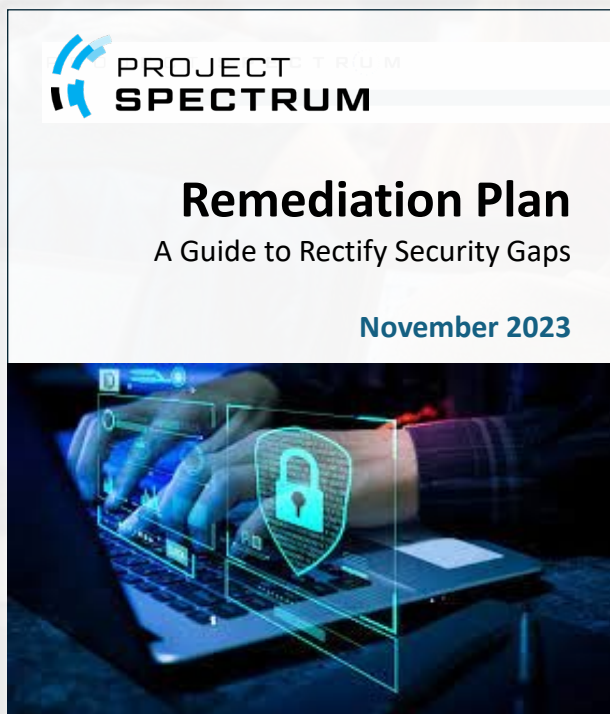 PROJECT
SPECTRUM
Remediation Plan
A Guide to Rectify Security Gaps
November 2023